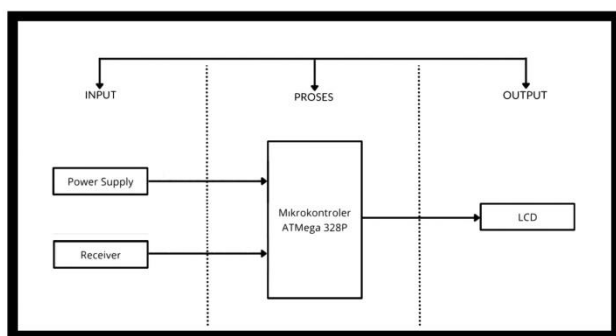 INPUT
PROSES
OUTPUT
Power Supply
Receiver
Mikrokontroler
ATMega 328P
LCD